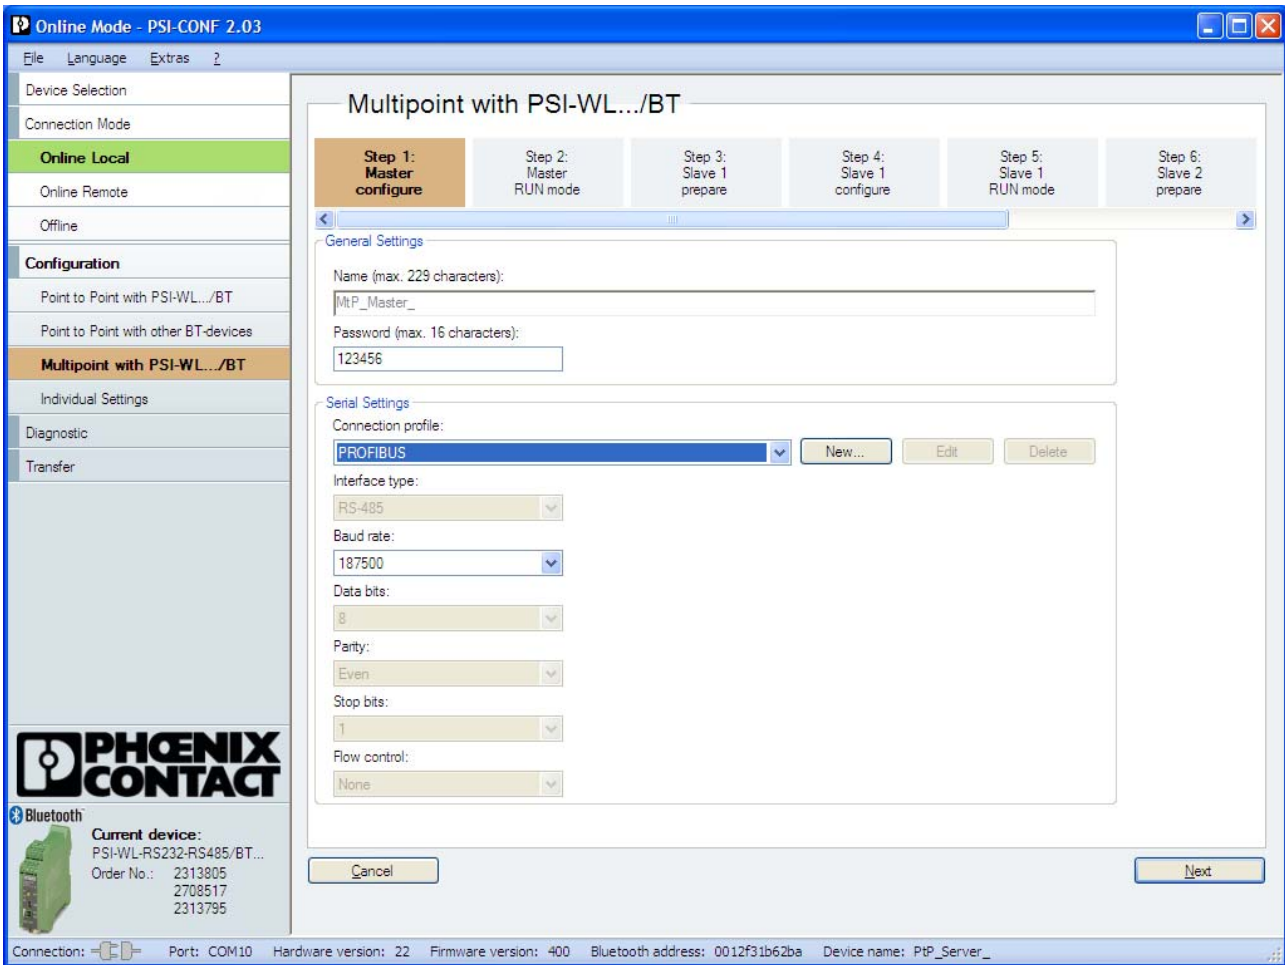 Online Mode - PSI-CONF 2.03
File Language Extras ?
Device Selection
Connection Mode
Online Local
Online Remote
Offline
Configuration
Point to Point with PSI-WL.../BT
Point to Point with other BT-devices
Multipoint with PSI-WL.../BT
Individual Settings
Diagnostic
Transfer
PHŒNIX
CONTACT
Bluetooth
Current device:
PSI-WL-RS232-RS485/BT...
Order No.: 2313805
2708517
2313795
Multipoint with PSI-WL.../BT
Step 1:
Master
configure
Step 2:
Master
RUN mode
Step 3:
Slave 1
prepare
Step 4:
Slave 1
configure
Step 5:
Slave 1
RUN mode
Step 6:
Slave 2
prepare
General Settings
Name (max. 229 characters):
MtP_Master_
Password (max. 16 characters):
123456
Serial Settings
Connection profile:
PROFIBUS
New... Edit Delete
Interface type:
RS-485
Baud rate:
187500
Data bits:
8
Parity:
Even
Stop bits:
1
Flow control:
None
Cancel Next
Connection: Port: COM10 Hardware version: 22 Firmware version: 400 Bluetooth address: 0012f31b62ba Device name: PtP_Server_